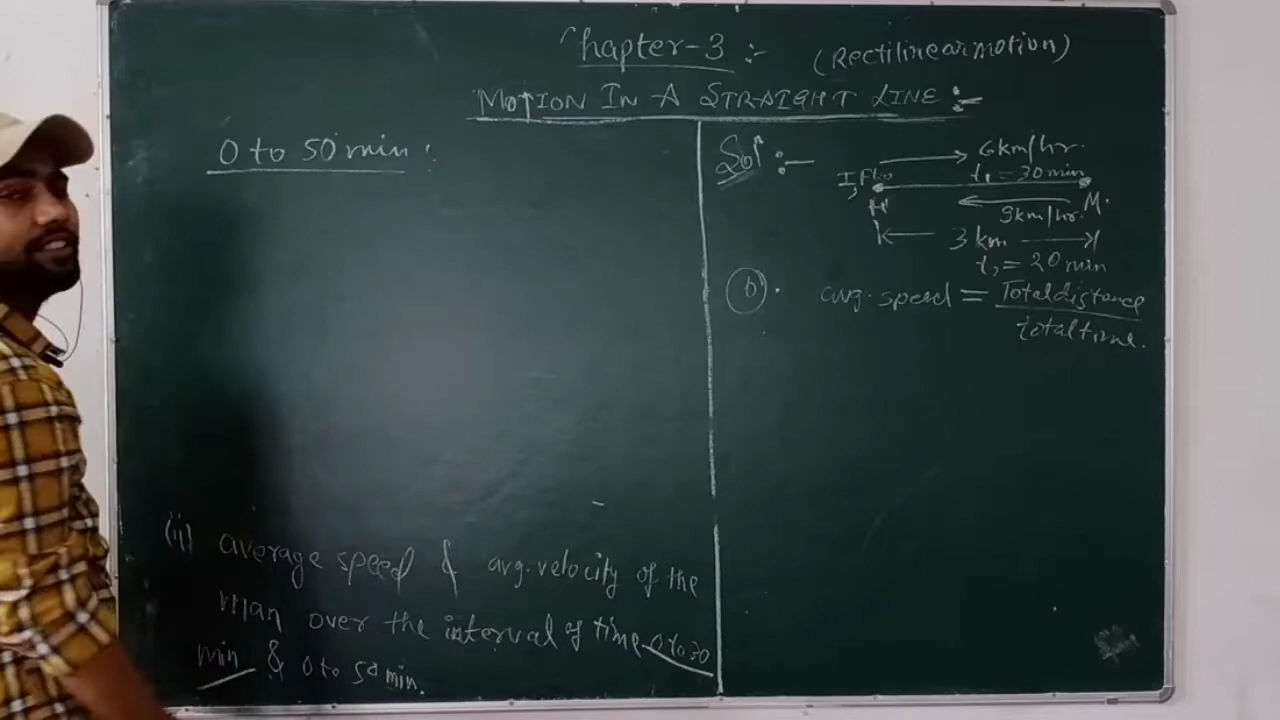 Chapter-3 :- (Rectilinear motion)
MOTION IN A STRAIGHT LINE :-
0 to 50 min :
(ii) average speed & avg. velocity of the
man over the interval of time 0 to 30
min & 0 to 50 min.
Sol :-
6km/hr.
t₁ = 30 min
H M.
9km/hr.
3 km
t₂ = 20 min
(b). avg. speed = Total distance
total time.